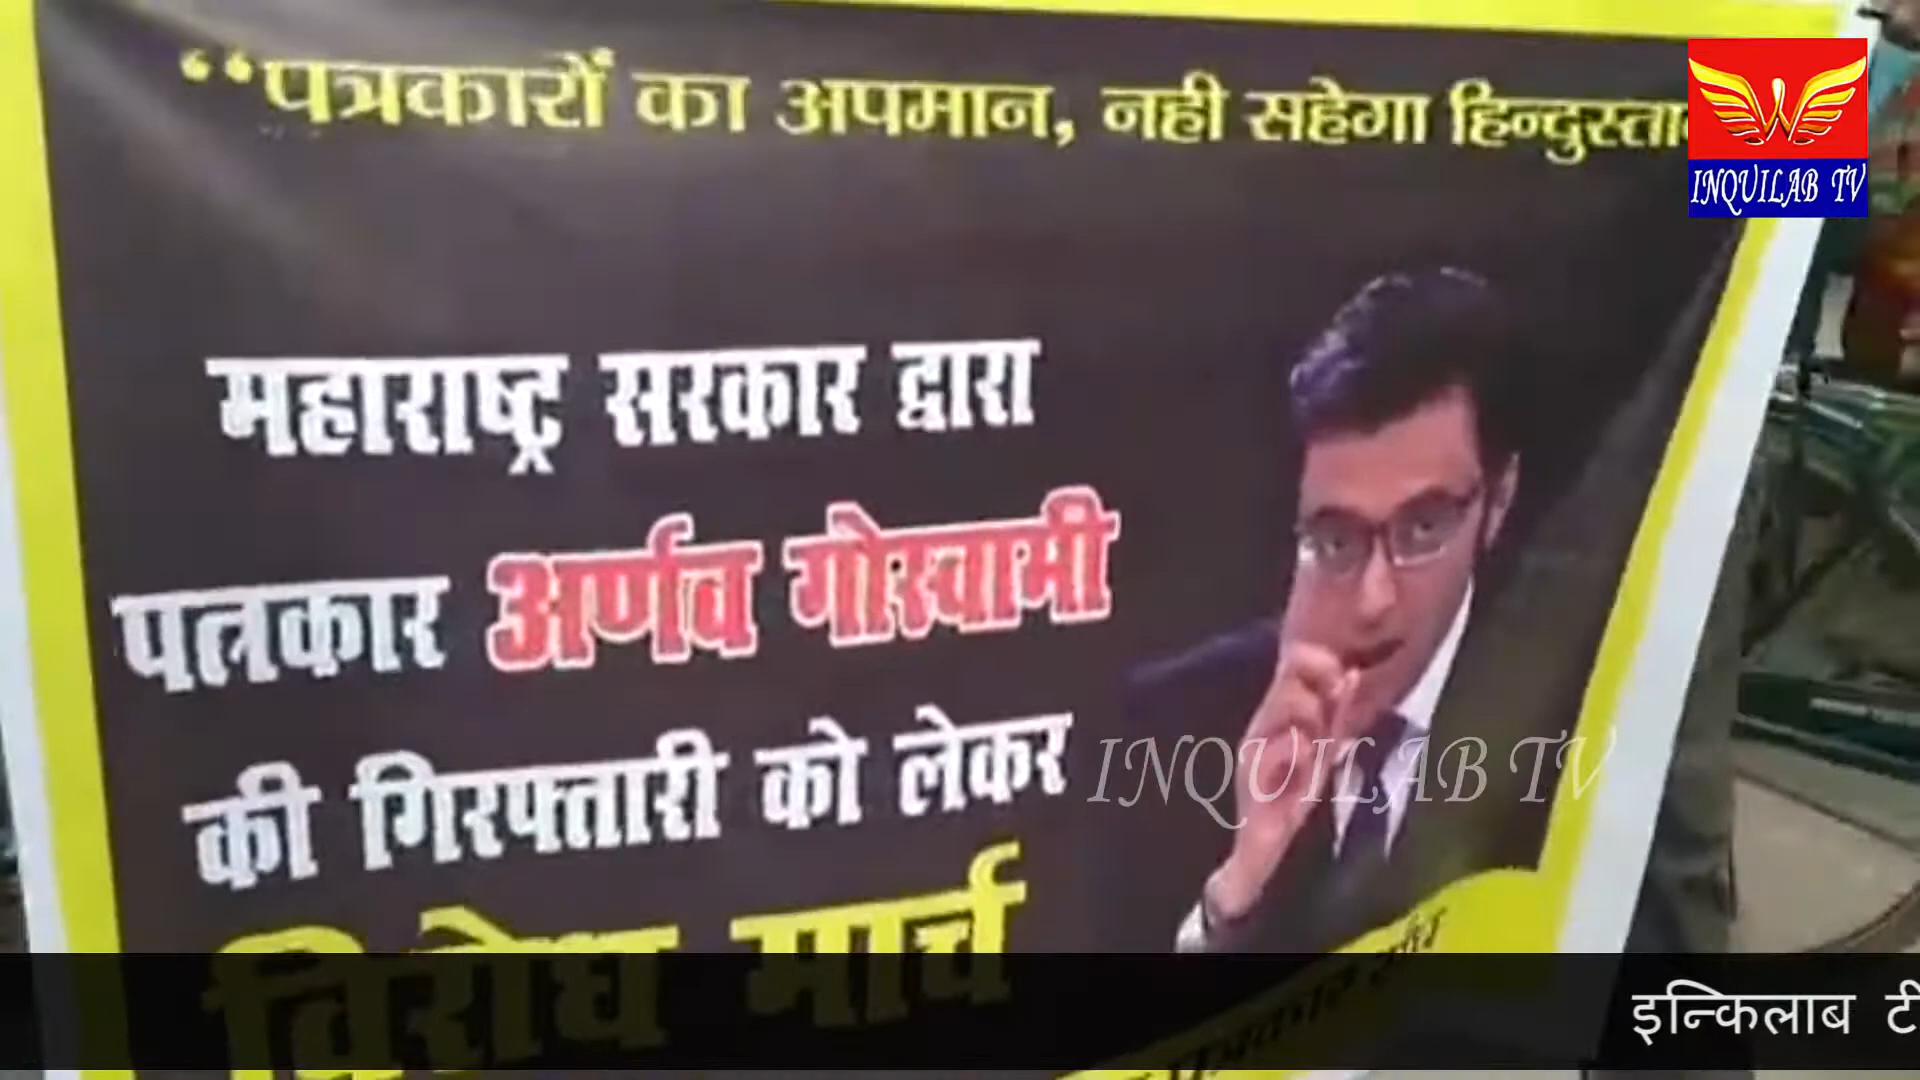 “पत्रकारों का अपमान, नही सहेगा हिन्दुस्ता
INQUILAB TV
महाराष्ट्र सरकार द्वारा
पत्रकार अर्णव गोस्वामी
की गिरफ्तारी को लेकर
INQUILAB TV
विरोध मार्च
इन्किलाब टी